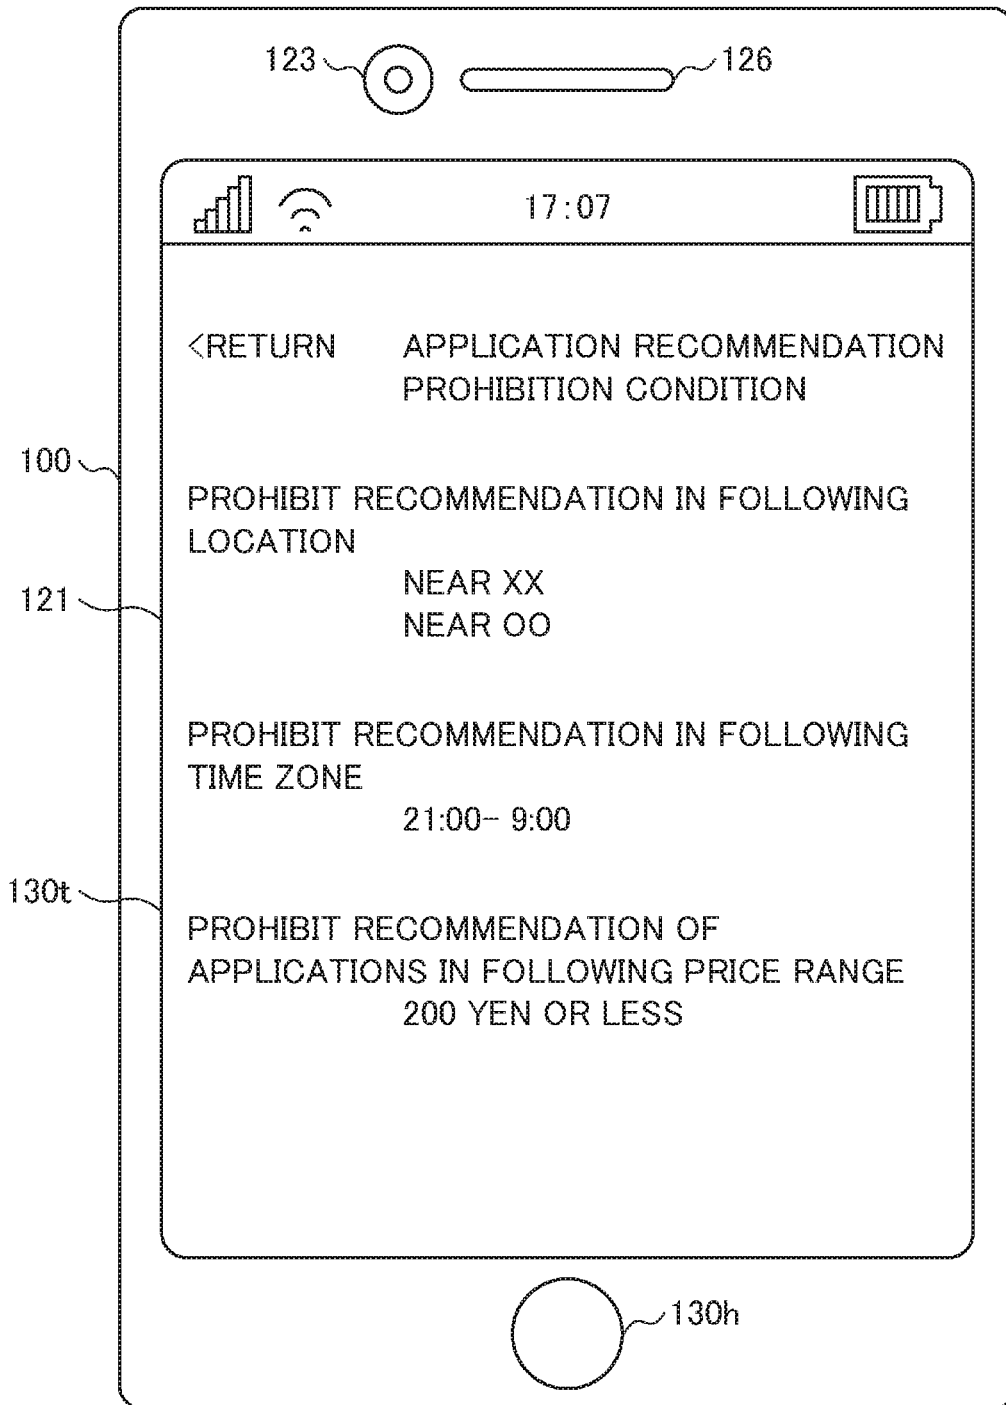 123
126
17:07
<RETURN
APPLICATION RECOMMENDATION
PROHIBITION CONDITION
100
PROHIBIT RECOMMENDATION IN FOLLOWING
LOCATION
NEAR XX
121
NEAR OO
PROHIBIT RECOMMENDATION IN FOLLOWING
TIME ZONE
21:00- 9:00
130t
PROHIBIT RECOMMENDATION OF
APPLICATIONS IN FOLLOWING PRICE RANGE
200 YEN OR LESS
130h